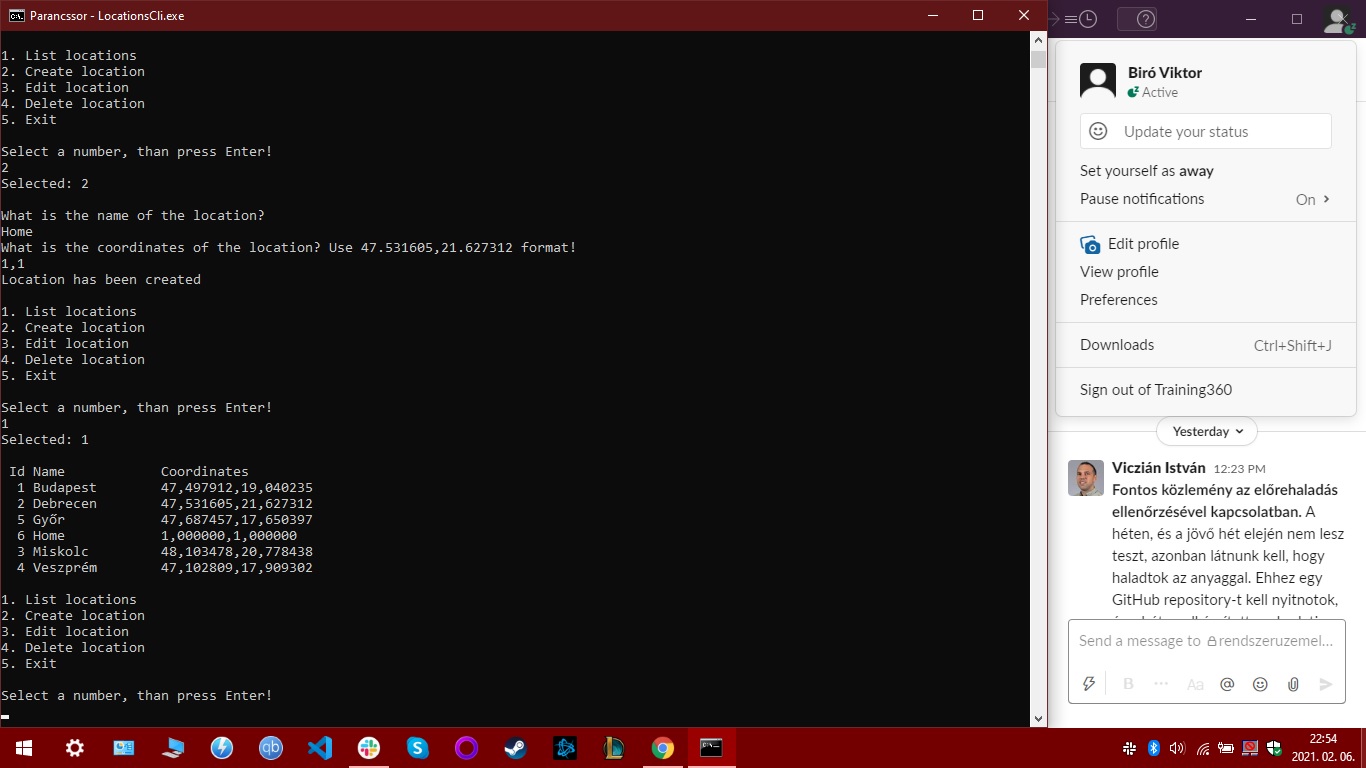 Parancssor - LocationsCli.exe
1. List locations
2. Create location
3. Edit location
4. Delete location
5. Exit
Select a number, than press Enter!
2
Selected: 2
What is the name of the location?
Home
What is the coordinates of the location? Use 47.531605,21.627312 format!
1,1
Location has been created
1. List locations
2. Create location
3. Edit location
4. Delete location
5. Exit
Select a number, than press Enter!
1
Selected: 1
Id Name Coordinates
1 Budapest 47,497912,19,040235
2 Debrecen 47,531605,21,627312
5 Győr 47,687457,17,650397
6 Home 1,000000,1,000000
3 Miskolc 48,103478,20,778438
4 Veszprém 47,102809,17,909302
1. List locations
2. Create location
3. Edit location
4. Delete location
5. Exit
Select a number, than press Enter!
Biró Viktor
Active
Update your status
Set yourself as away
Pause notifications On
Edit profile
View profile
Preferences
Downloads Ctrl+Shift+J
Sign out of Training360
Yesterday
Viczián István 12:23 PM
Fontos közlemény az előrehaladás
ellenőrzésével kapcsolatban. A
héten, és a jövő hét elején nem lesz
teszt, azonban látnunk kell, hogy
haladtok az anyaggal. Ehhez egy
GitHub repository-t kell nyitnotok,
Send a message to rendszeruzemel...
B
Aa
@
qb
22:54
2021. 02. 06.